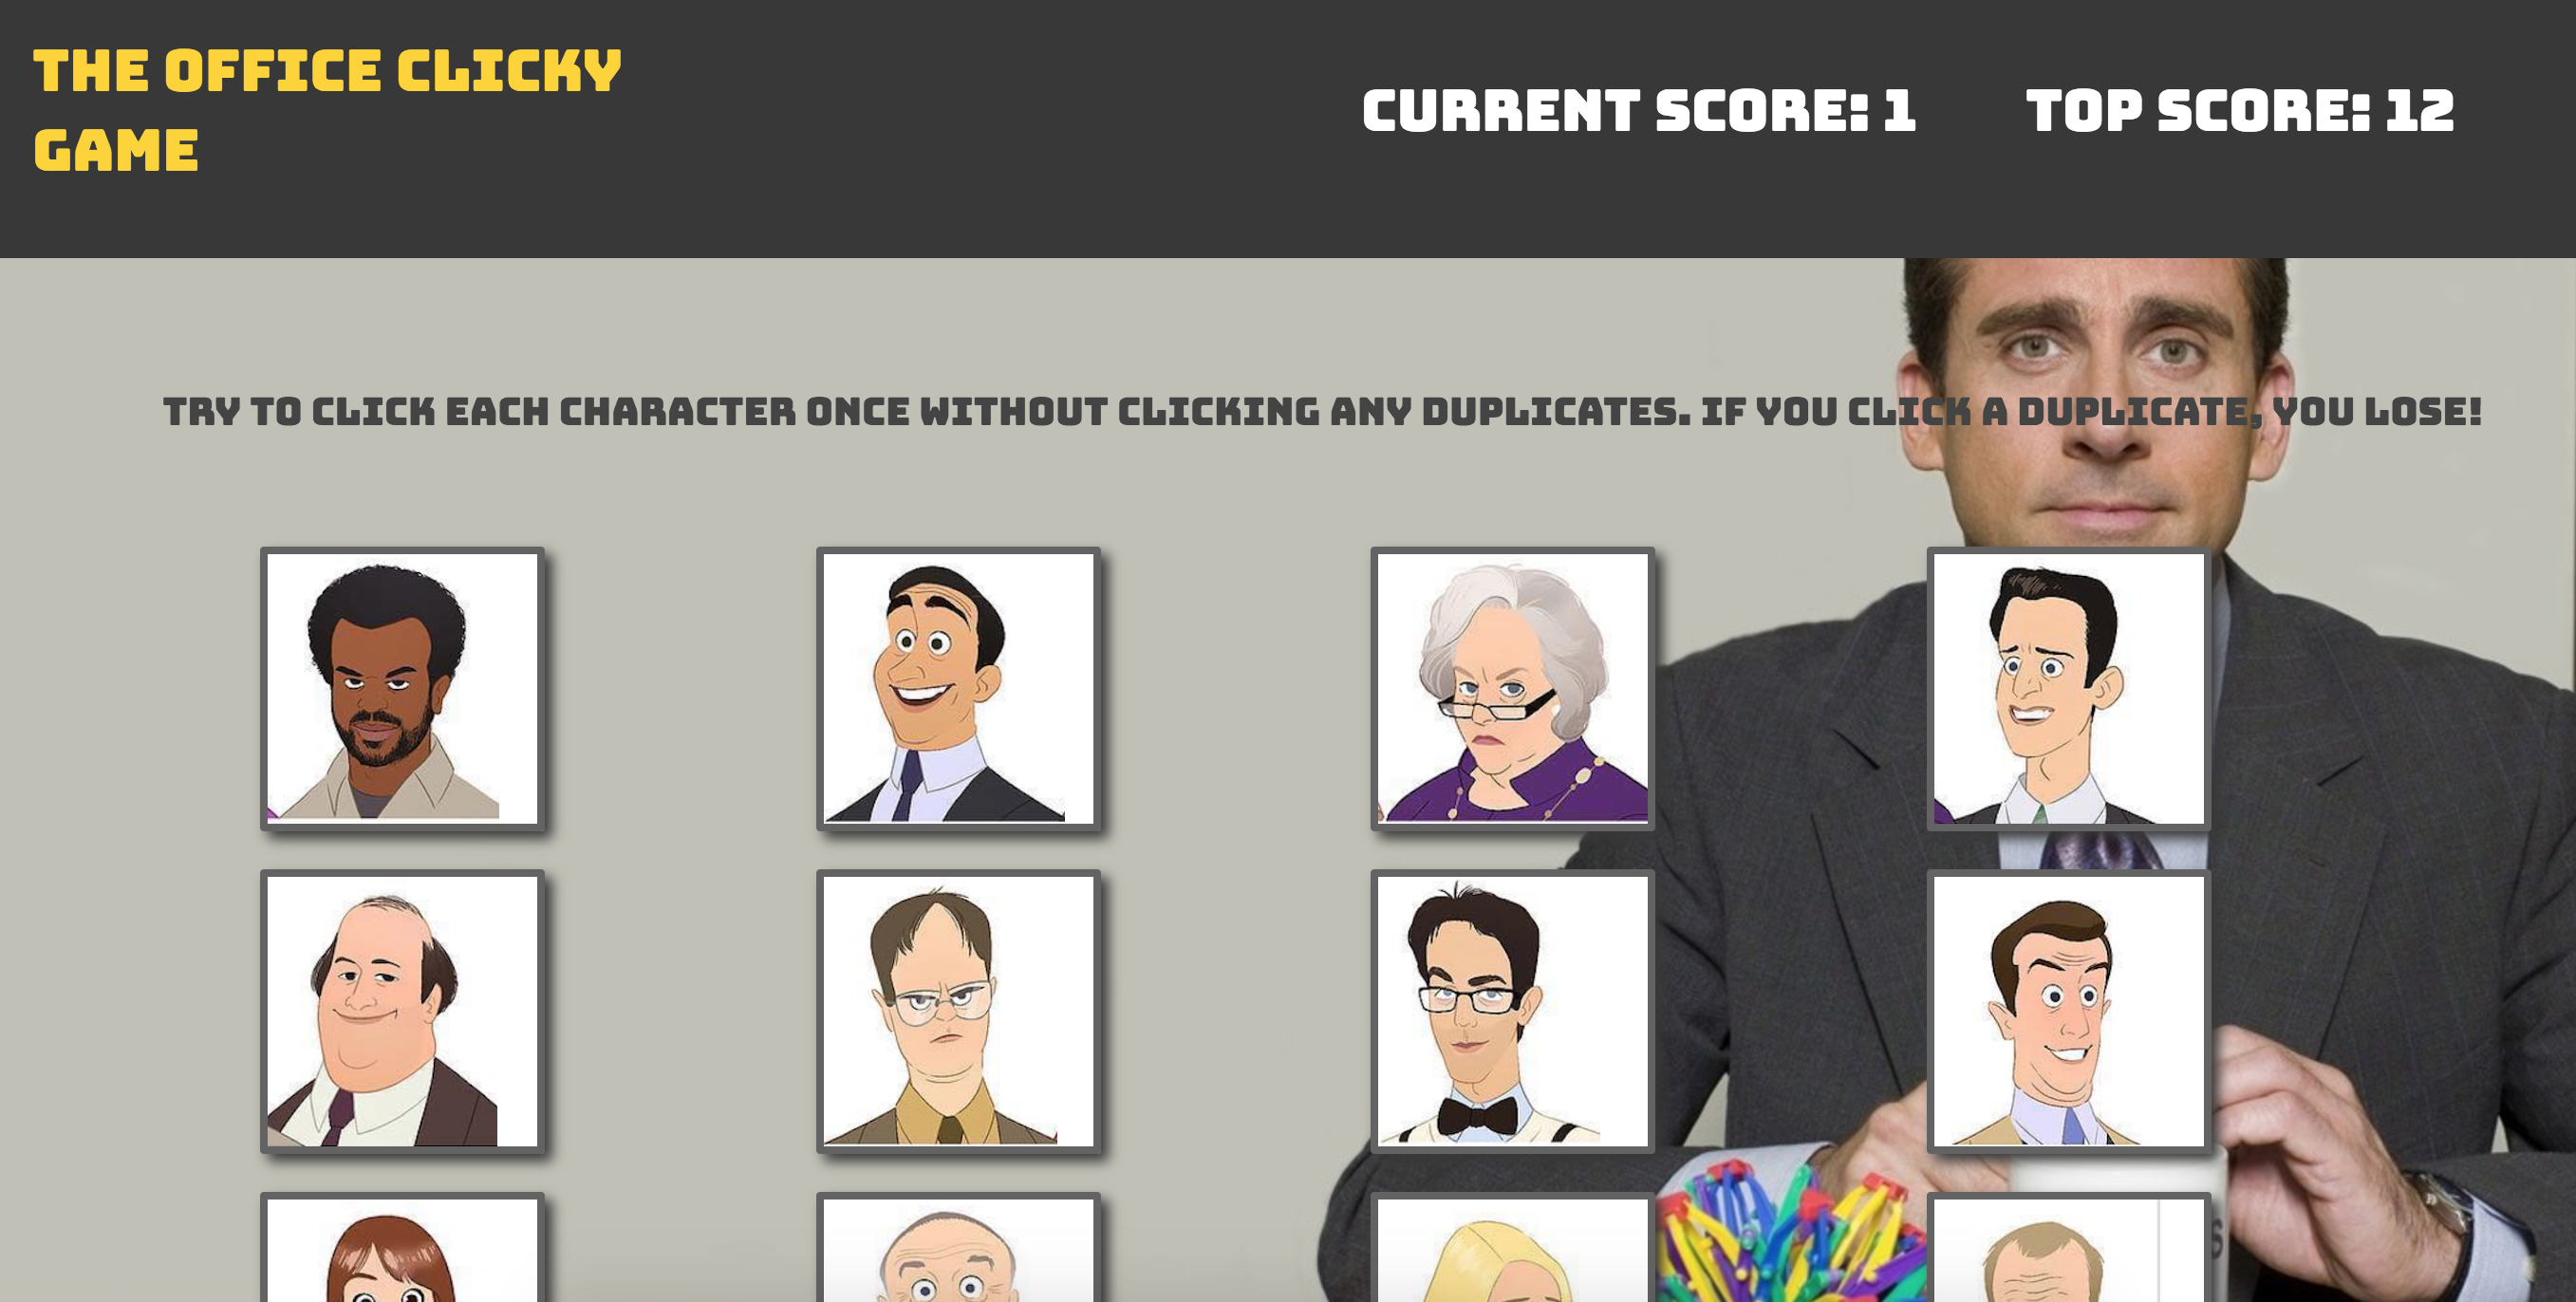 THE OFFICE CLICKY
GAME
CURRENT SCORE: 1
TOP SCORE: 12
TRY TO CLICK EACH CHARACTER ONCE WITHOUT CLICKING ANY DUPLICATES. IF YOU CLICK A DUPLICATE, YOU LOSE!